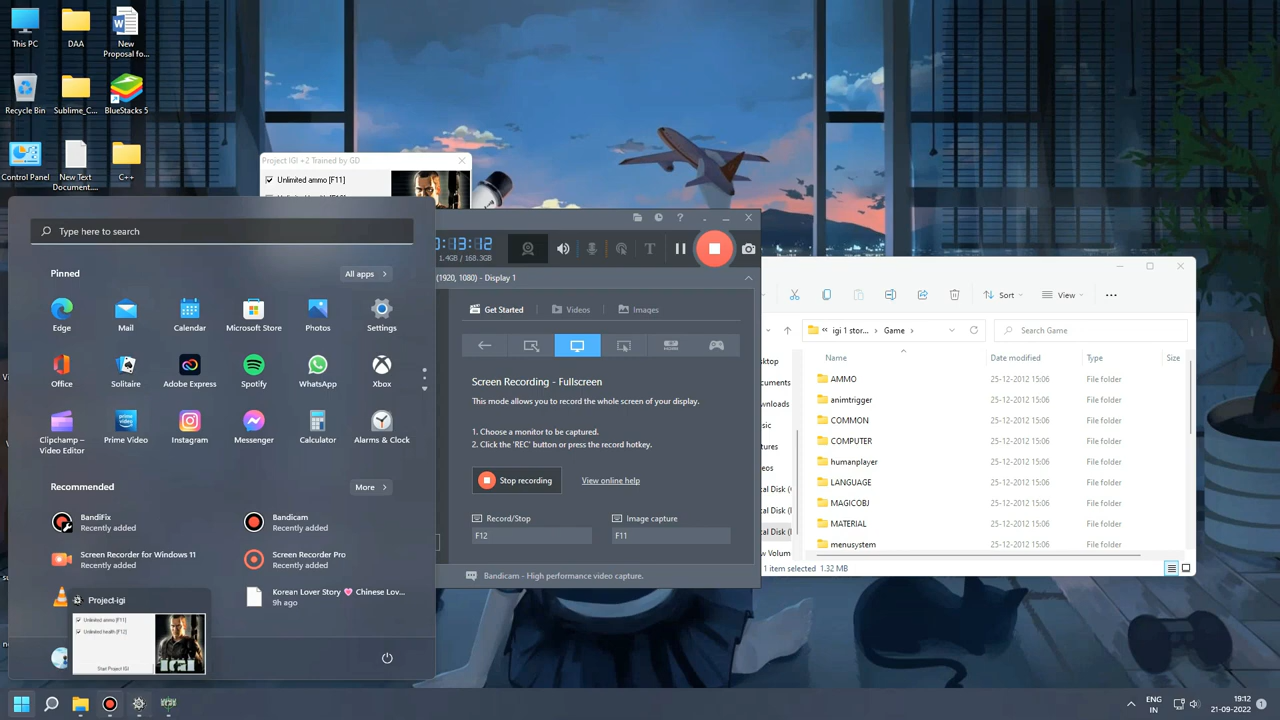 This PC
DAA
New
Proposal fo...
Recycle Bin
Sublime_C...
BlueStacks 5
Control Panel
New Text
Document....
C++
Project IGI +2 Trained by GD
Unlimited ammo [F11]
Type here to search
Pinned
All apps
Edge
Mail
Calendar
Microsoft Store
Photos
Settings
Office
Solitaire
Adobe Express
Spotify
WhatsApp
Xbox
Clipchamp –
Video Editor
Prime Video
Instagram
Messenger
Calculator
Alarms & Clock
Recommended
More
BandiFix
Recently added
Bandicam
Recently added
Screen Recorder for Windows 11
Recently added
Screen Recorder Pro
Recently added
Korean Lover Story 💗 Chinese Lov...
9h ago
Project-igi
Unlimited ammo [F11]
Unlimited health [F12]
Start Project IGI
0:13:12
1.4GB / 168.3GB
(1920, 1080) - Display 1
Get Started
Videos
Images
Screen Recording - Fullscreen
This mode allows you to record the whole screen of your display.
1. Choose a monitor to be captured.
2. Click the 'REC' button or press the record hotkey.
Stop recording
View online help
Record/Stop
Image capture
F12
F11
Bandicam - High performance video capture.
Sort
View
igi 1 stor...
Game
Search Game
Name
Date modified
Type
Size
AMMO 25-12-2012 15:06 File folder
animtrigger 25-12-2012 15:06 File folder
COMMON 25-12-2012 15:06 File folder
COMPUTER 25-12-2012 15:06 File folder
humanplayer 25-12-2012 15:06 File folder
LANGUAGE 25-12-2012 15:06 File folder
MAGICOBJ 25-12-2012 15:06 File folder
MATERIAL 25-12-2012 15:06 File folder
menusystem 25-12-2012 15:06 File folder
1 item selected 1.32 MB
ENG
IN
19:12
21-09-2022
1